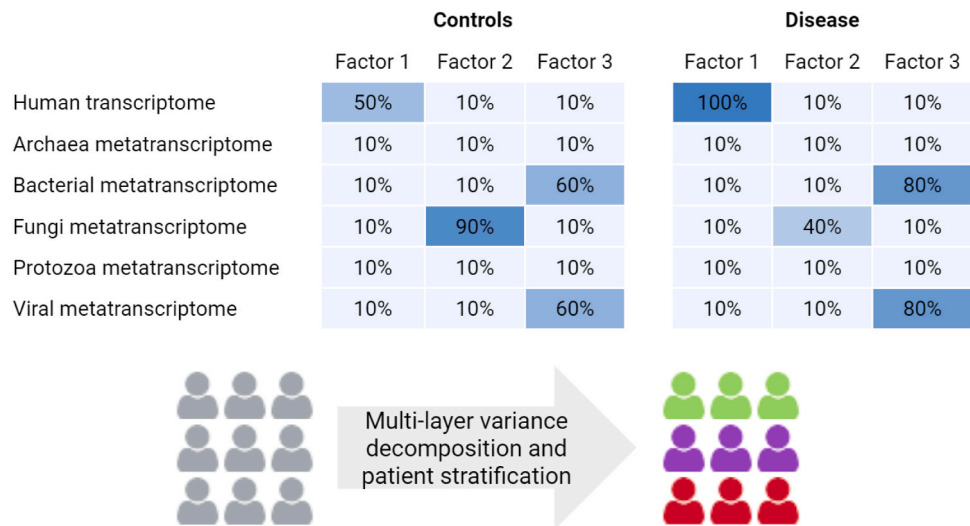 Controls Disease
Factor 1 Factor 2 Factor 3 Factor 1 Factor 2 Factor 3
Human transcriptome 50% 10% 10% 100% 10% 10%
Archaea metatranscriptome 10% 10% 10% 10% 10% 10%
Bacterial metatranscriptome 10% 10% 60% 10% 10% 80%
Fungi metatranscriptome 10% 90% 10% 10% 40% 10%
Protozoa metatranscriptome 10% 10% 10% 10% 10% 10%
Viral metatranscriptome 10% 10% 60% 10% 10% 80%
Multi-layer variance
decomposition and
patient stratification